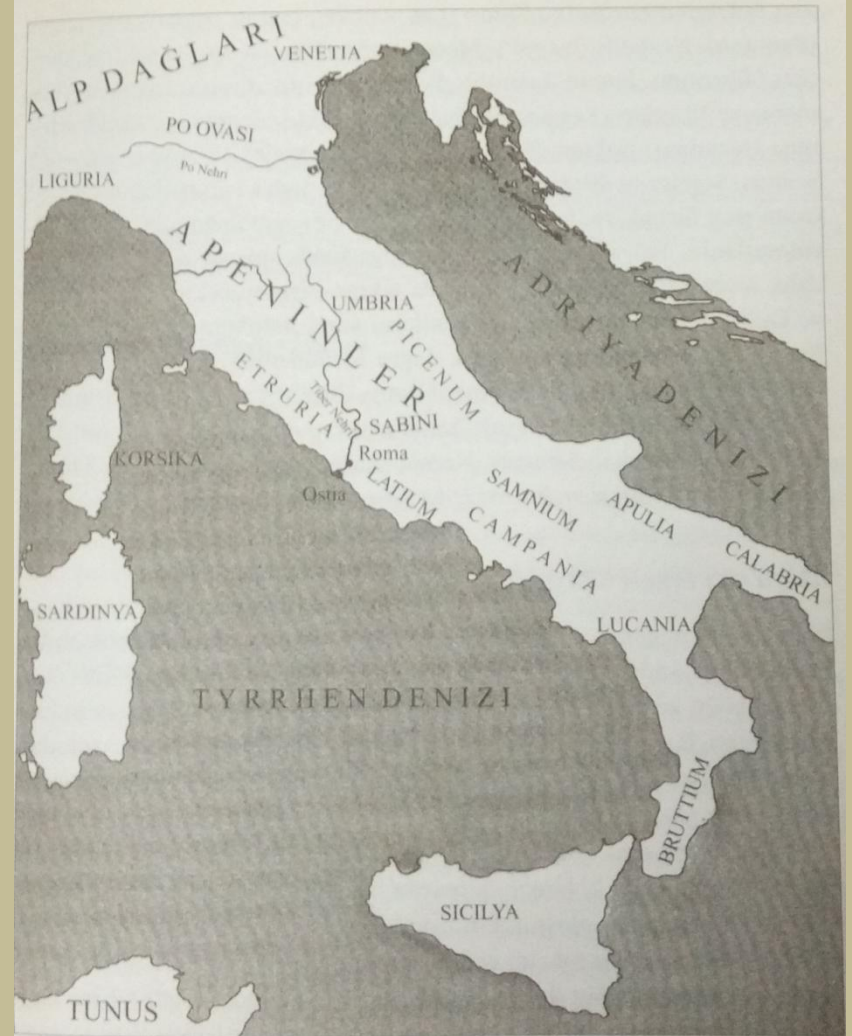 ALP DAĞLARI
VENETIA
PO OVASI
Po Nehri
LIGURIA
APENINLER
ADRIYA DENIZI
UMBRIA
PICENUM
ETRURIA
Tiber Nehri
SABINI
Roma
KORSIKA
Ostia
LATIUM
SAMNIUM
APULIA
CAMPANIA
CALABRIA
SARDINYA
LUCANIA
TYRRHEN DENIZI
BRUTTIUM
SICILYA
TUNUS